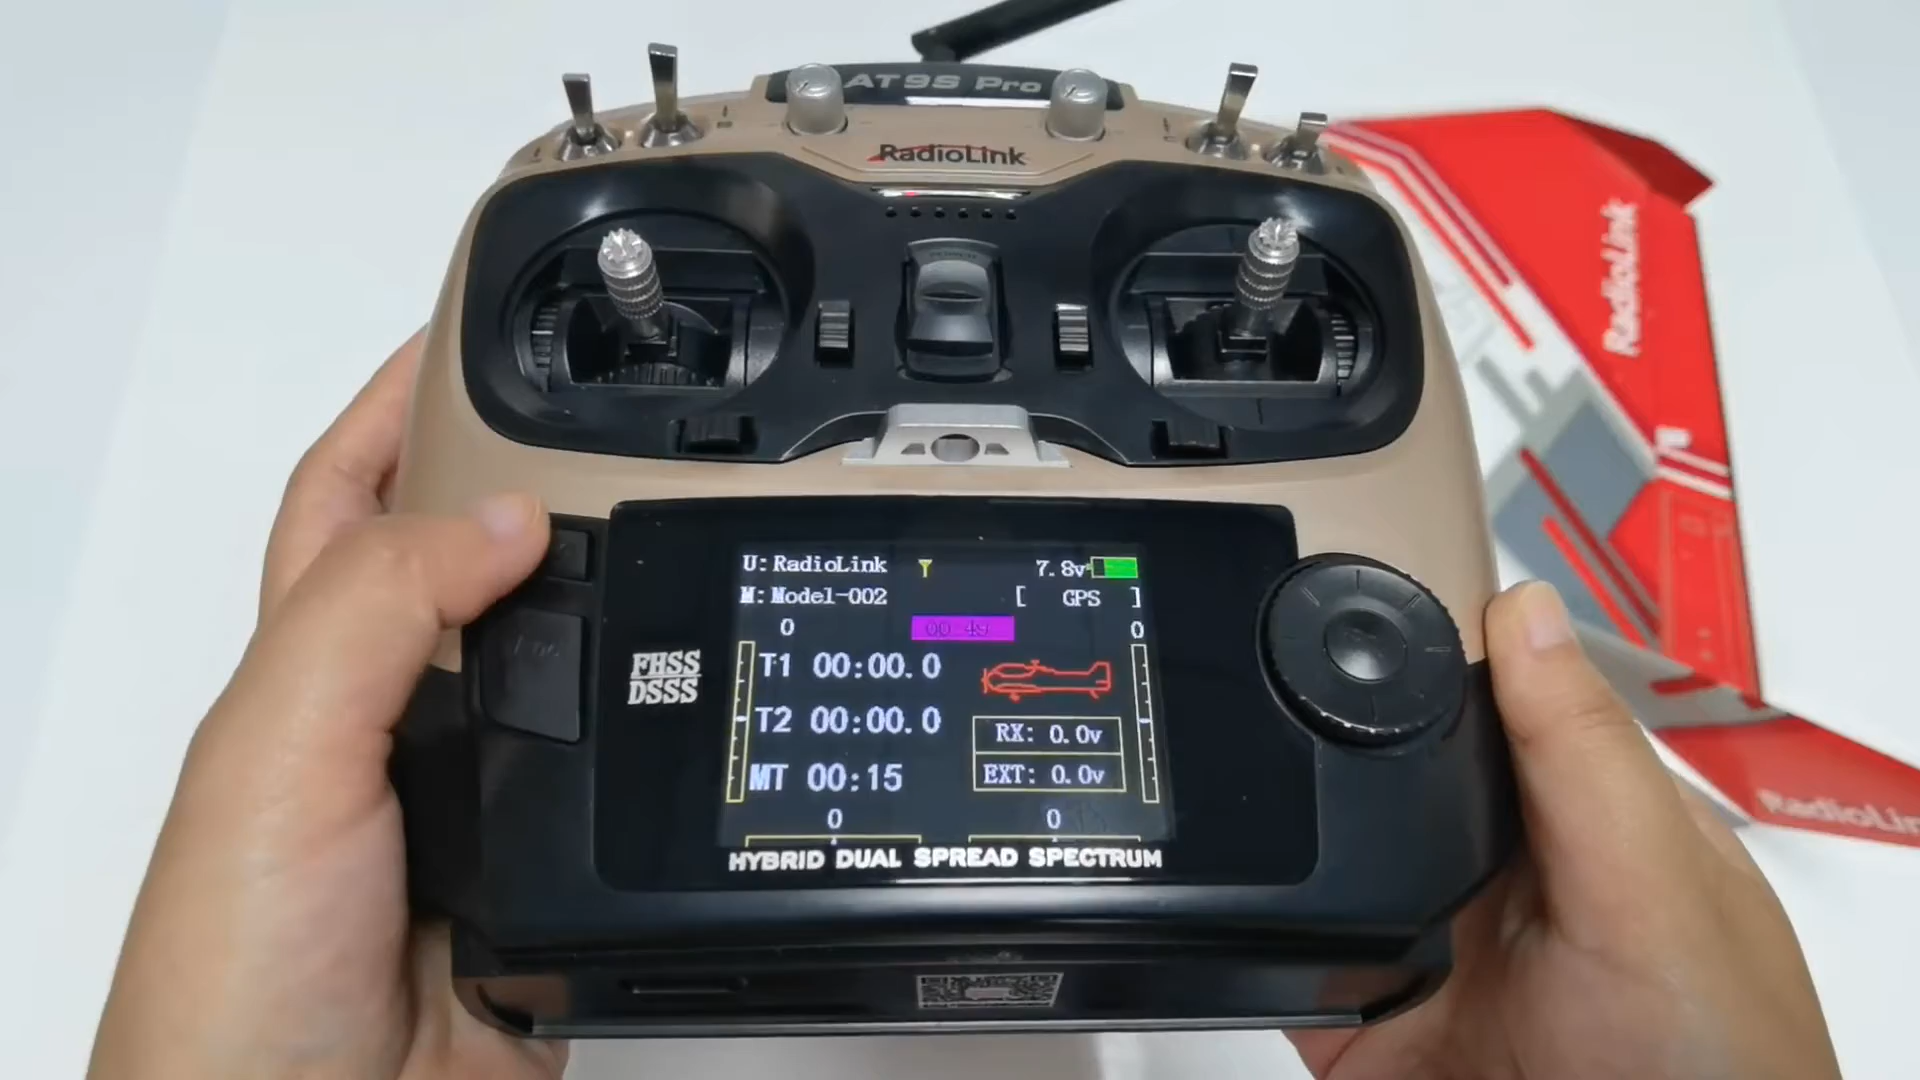 AT9S Pro
RadioLink
POWER
U:RadioLink
7.8v
M:Model-002
[ GPS ]
0
0
T1 00:00.0
T2 00:00.0
RX: 0.0v
MT 00:15
EXT: 0.0v
0
0
FHSS
DSSS
HYBRID DUAL SPREAD SPECTRUM
RadioLink